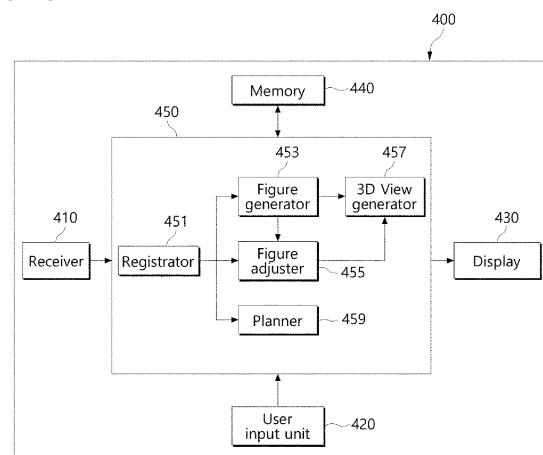 400
Memory
440
450
453
457
Figure
generator
3D View
generator
410
451
430
Receiver
Registrator
Figure
adjuster
455
Display
Planner
459
User
input unit
420